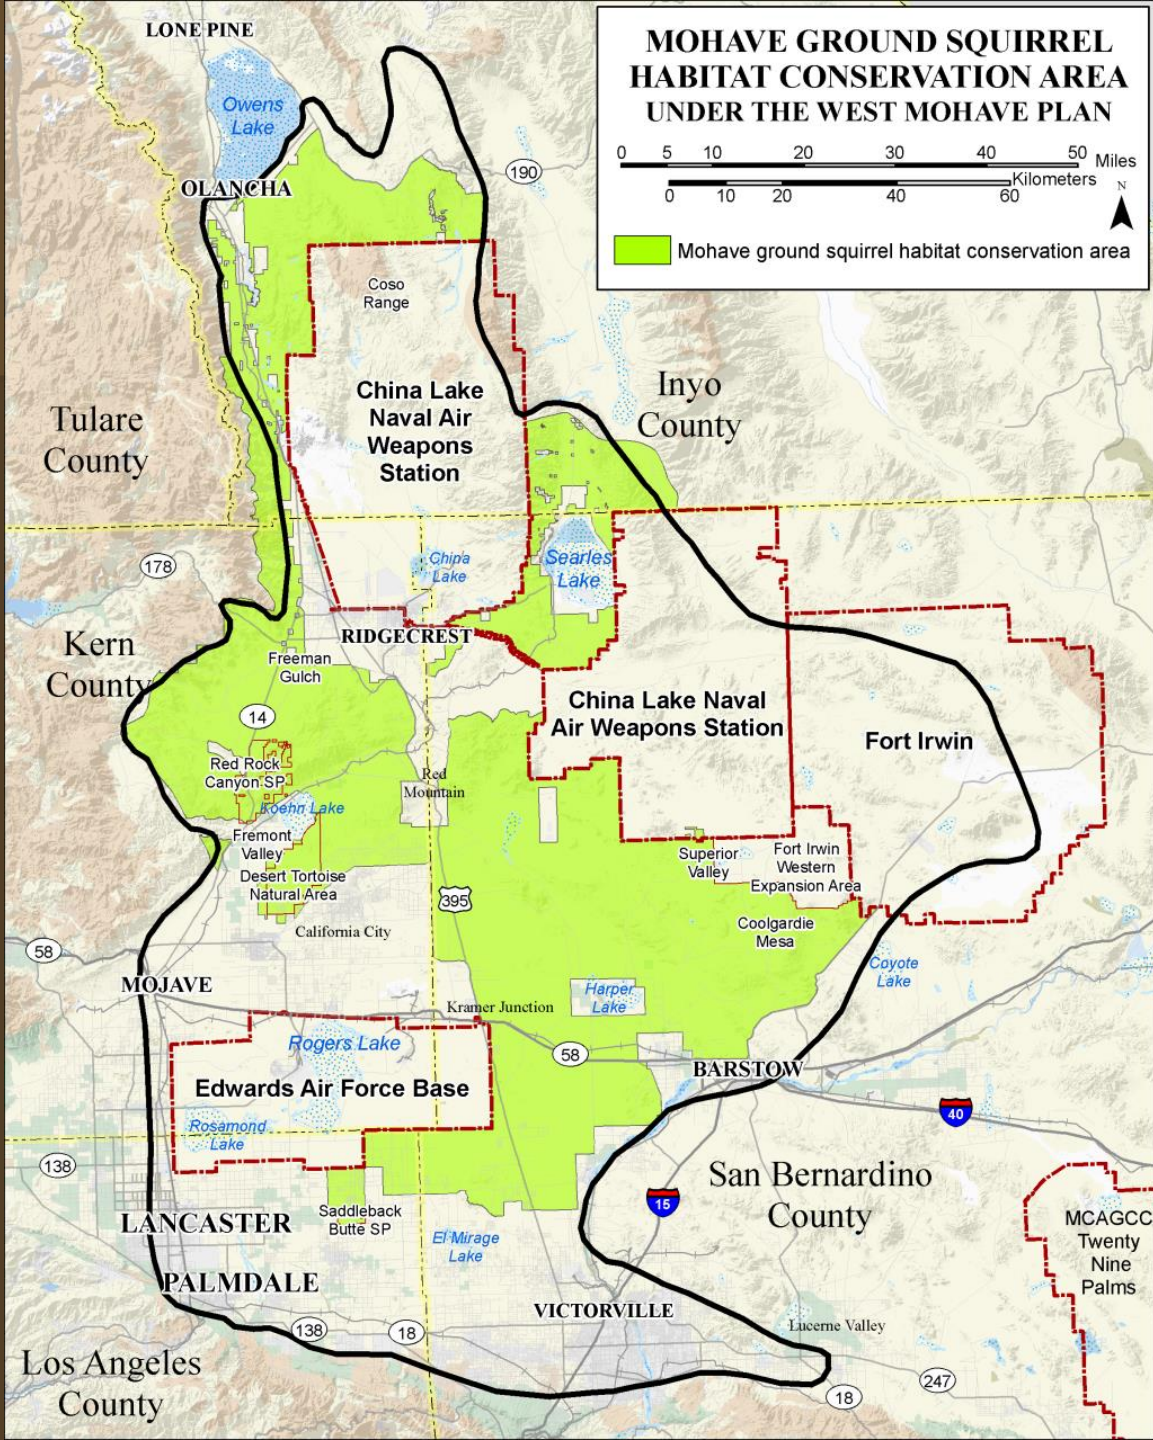 MOHAVE GROUND SQUIRREL
HABITAT CONSERVATION AREA
UNDER THE WEST MOHAVE PLAN
0 5 10 20 30 40 50 Miles
Kilometers
0 10 20 40 60
N
Mohave ground squirrel habitat conservation area
LONE PINE
Owens
Lake
190
OLANCHA
Coso
Range
China Lake
Naval Air
Weapons
Station
Inyo
County
Tulare
County
178
China
Lake
Searles
Lake
Kern
County
RIDGECREST
Freeman
Gulch
14
China Lake Naval
Air Weapons Station
Fort Irwin
Red Rock
Canyon SP
Red
Mountain
Koehn Lake
Fremont
Valley
Desert Tortoise
Natural Area
Superior
Valley
Fort Irwin
Western
Expansion Area
395
California City
Coolgardie
Mesa
58
Coyote
Lake
MOJAVE
Harper
Lake
Kramer Junction
Rogers Lake
58
BARSTOW
Edwards Air Force Base
40
Rosamond
Lake
138
San Bernardino
County
15
Saddleback
Butte SP
LANCASTER
El Mirage
Lake
MCAGCC
Twenty
Nine
Palms
PALMDALE
VICTORVILLE
Lucerne Valley
138
18
Los Angeles
County
247
18